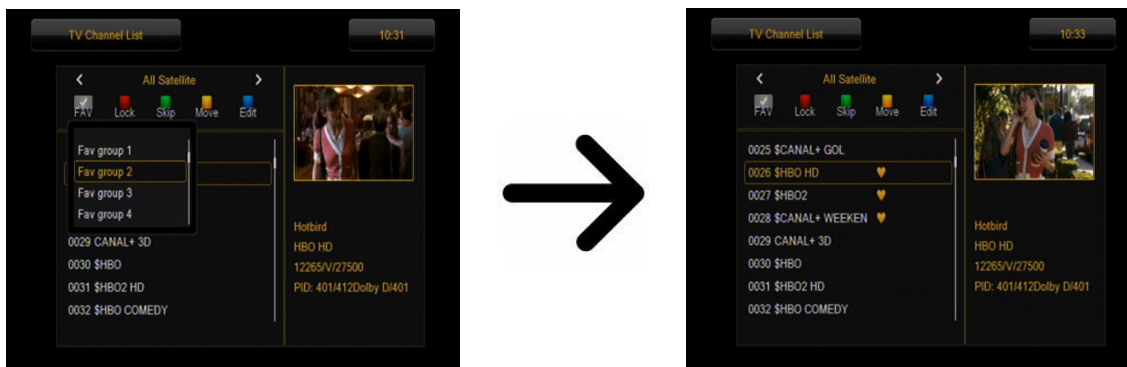 TV Channel List
10:31
All Satellite
FAV Lock Skip Move Edit
Fav group 1
Fav group 2
Fav group 3
Fav group 4
0029 CANAL+ 3D
0030 $HBO
0031 $HBO2 HD
0032 $HBO COMEDY
Hotbird
HBO HD
12265/V/27500
PID: 401/412Dolby D/401
TV Channel List
10:33
All Satellite
FAV Lock Skip Move Edit
0025 $CANAL+ GOL
0026 $HBO HD
0027 $HBO2
0028 $CANAL+ WEEKEN
0029 CANAL+ 3D
0030 $HBO
0031 $HBO2 HD
0032 $HBO COMEDY
Hotbird
HBO HD
12265/V/27500
PID: 401/412Dolby D/401